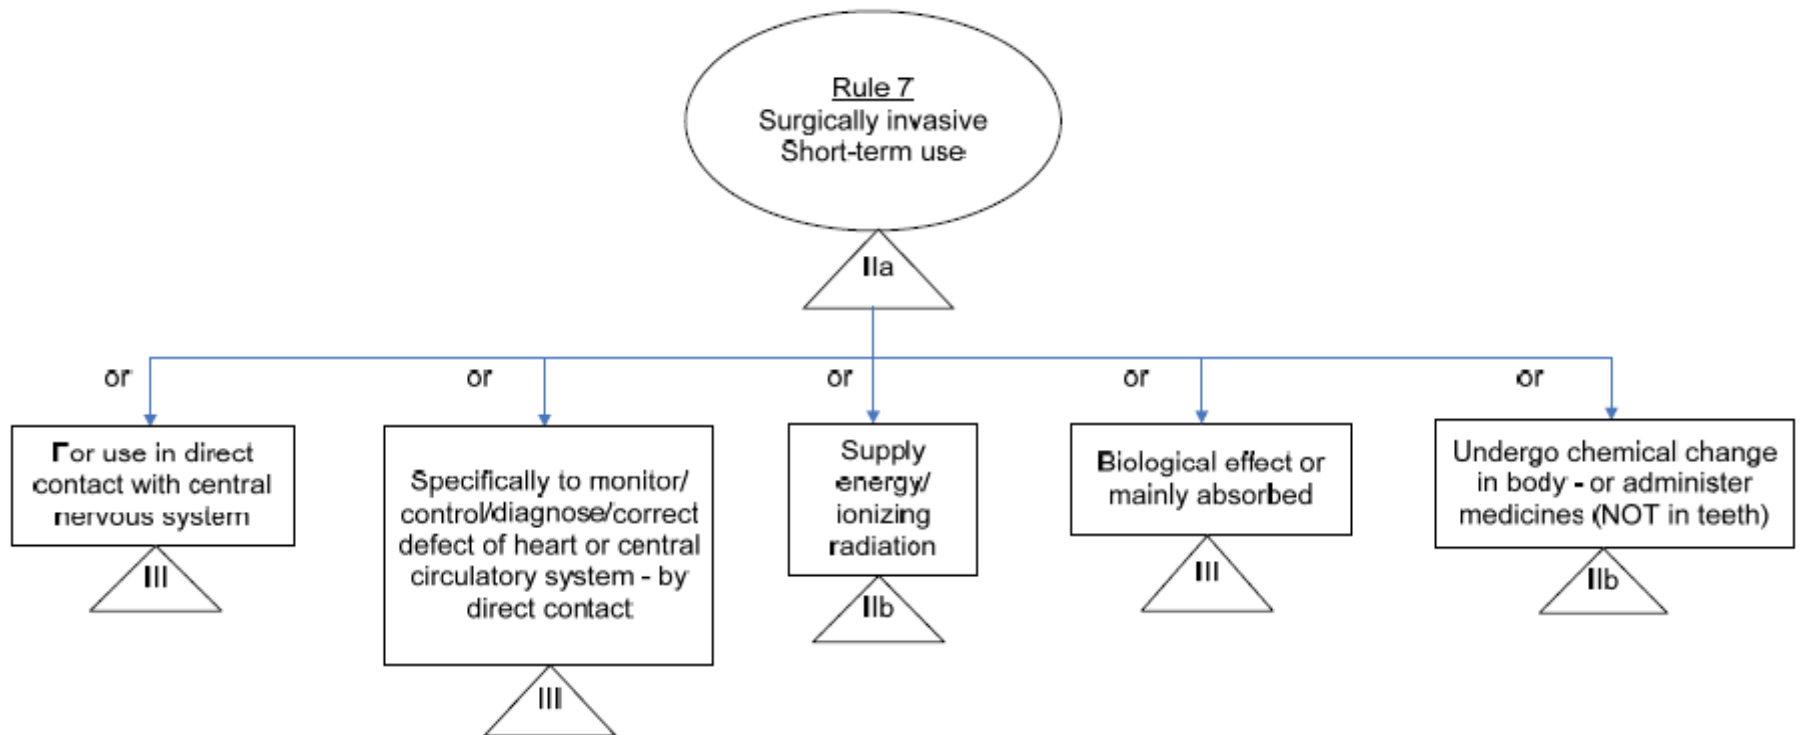 Rule 7
Surgically invasive
Short-term use
IIa
or
or
or
or
or
For use in direct
contact with central
nervous system
III
Specifically to monitor/
control/diagnose/correct
defect of heart or central
circulatory system - by
direct contact
III
Supply
energy/
ionizing
radiation
IIb
Biological effect or
mainly absorbed
III
Undergo chemical change
in body - or administer
medicines (NOT in teeth)
IIb